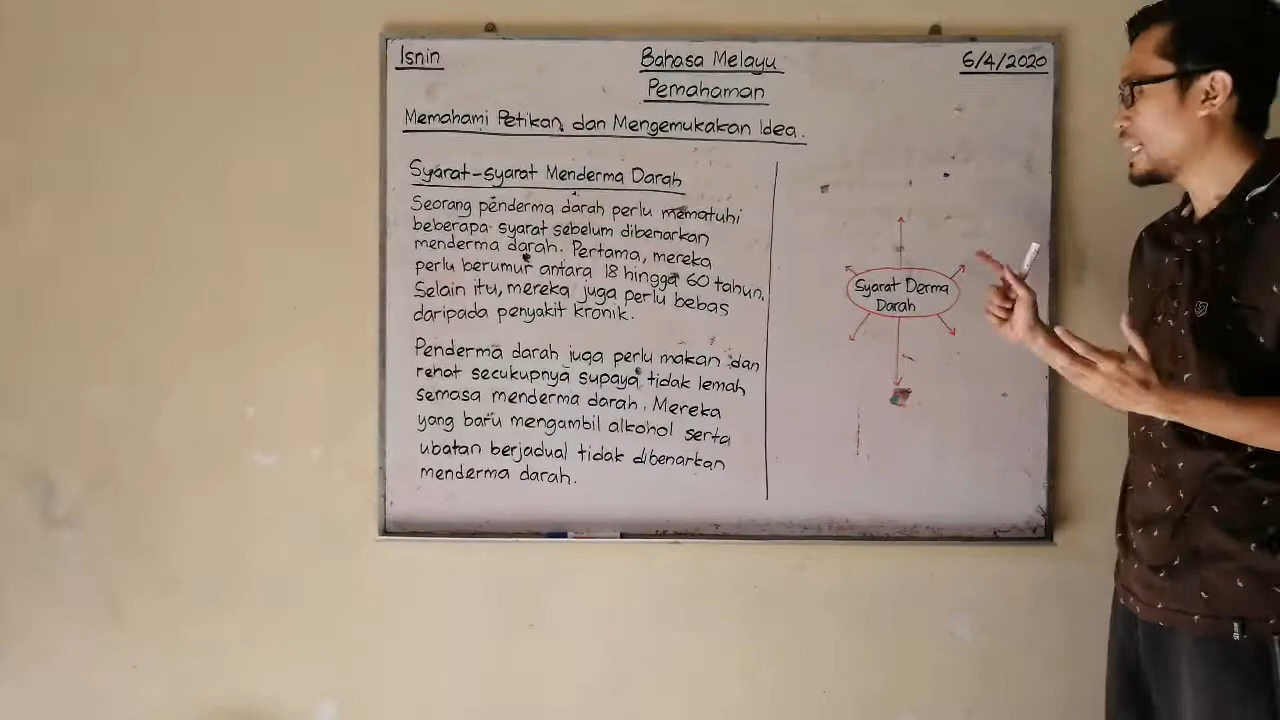 Isnin
Bahasa Melayu
6/4/2020
Pemahaman
Memahami Petikan dan Mengemukakan Idea.
Syarat-syarat Menderma Darah
Seorang penderma darah perlu mematuhi
beberapa syarat sebelum dibenarkan
menderma darah. Pertama, mereka
perlu berumur antara 18 hingga 60 tahun.
Selain itu, mereka juga perlu bebas
daripada penyakit kronik.
Penderma darah juga perlu makan dan
rehat secukupnya supaya tidak lemah
semasa menderma darah. Mereka
yang baru mengambil alkohol serta
ubatan berjadual tidak dibenarkan
menderma darah.
Syarat Derma
Darah